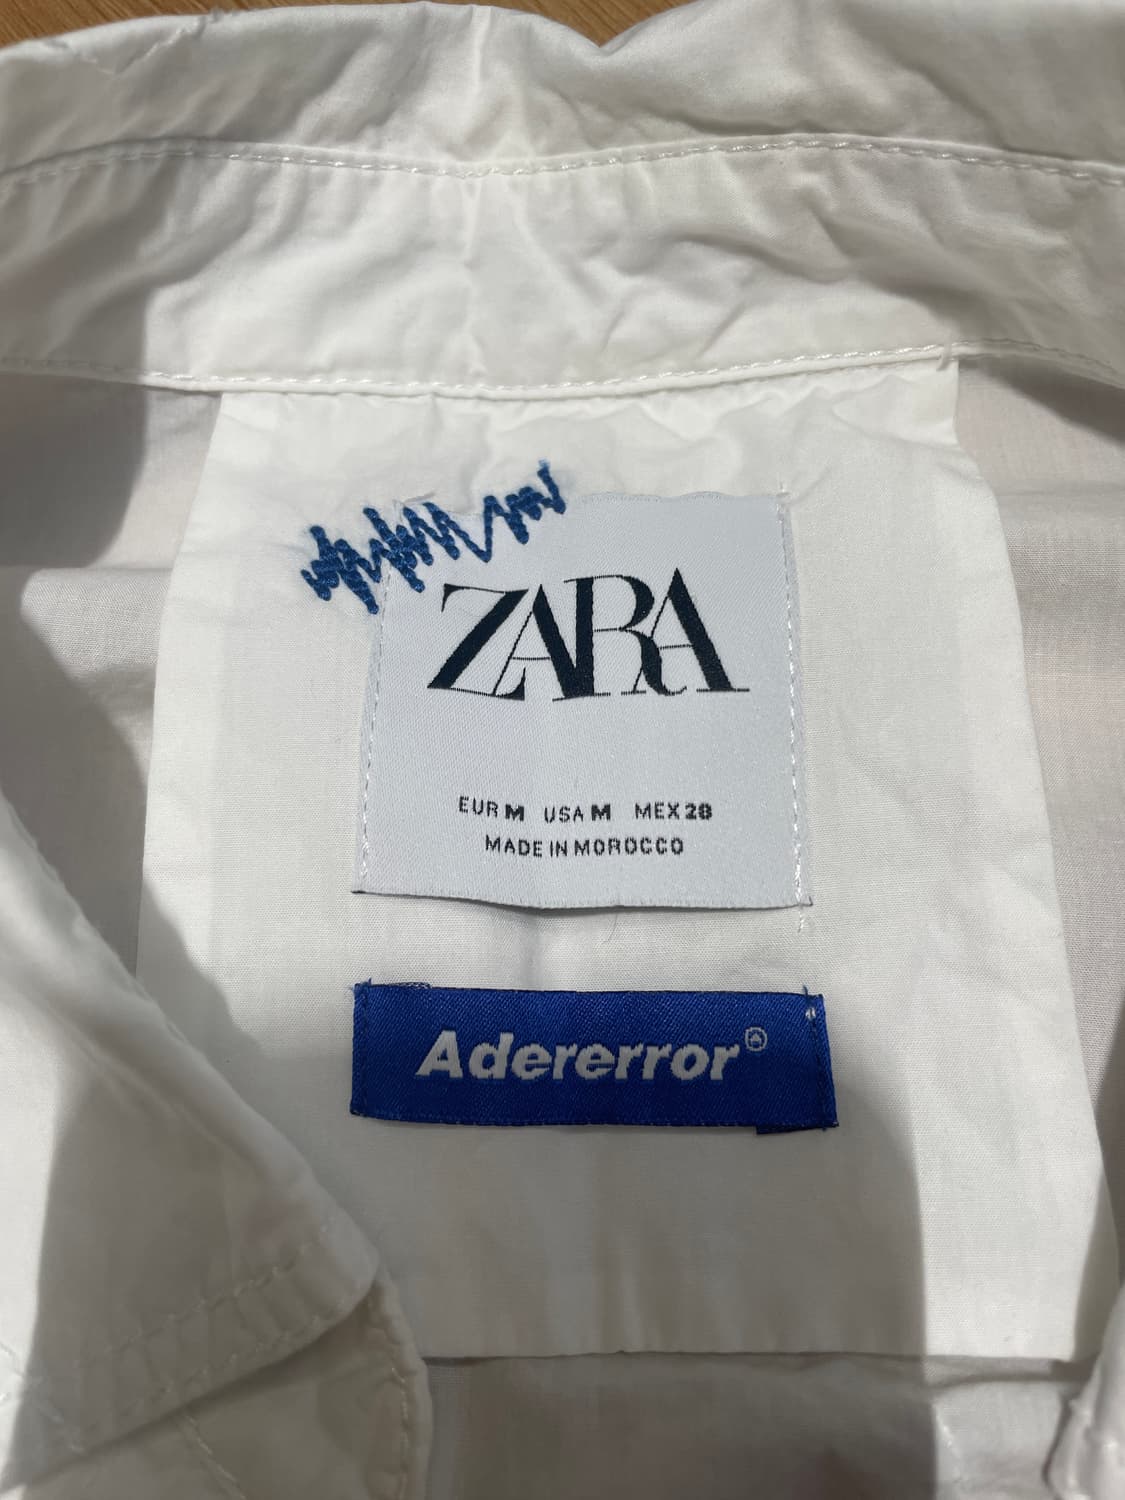 ZARA
EUR M USA M MEX 28
MADE IN MOROCCO
Adererror